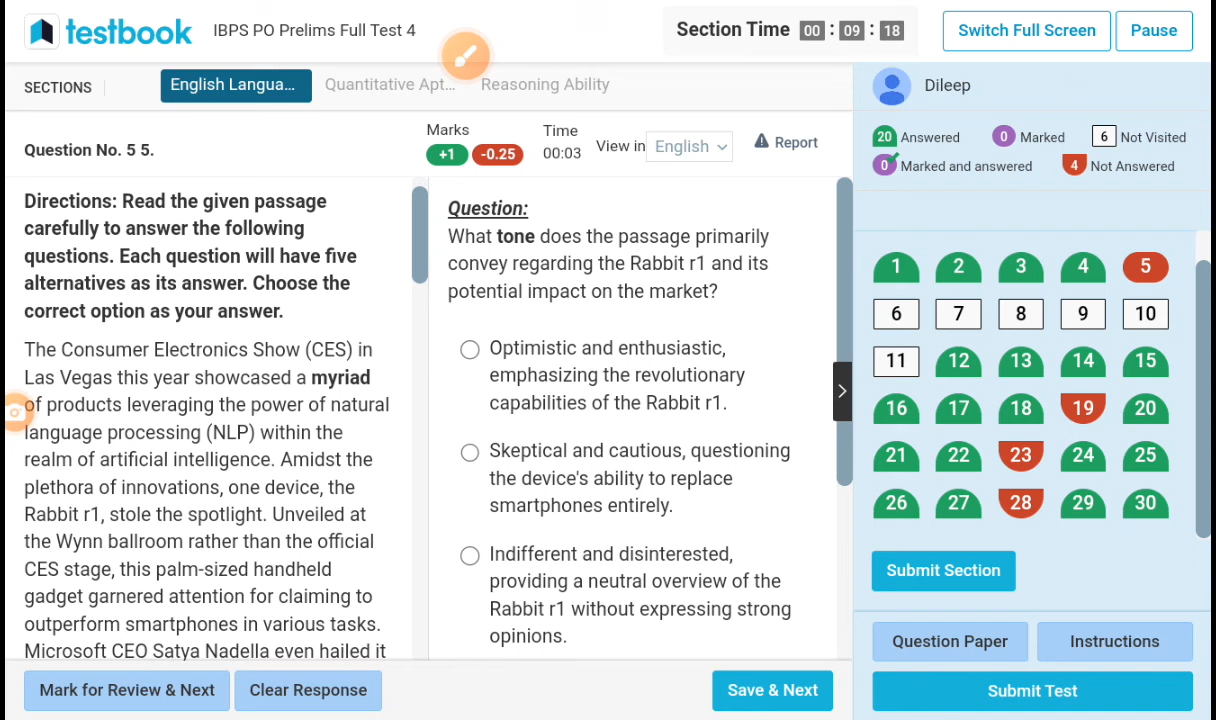 testbook
IBPS PO Prelims Full Test 4
Section Time 00 : 09 : 18
Switch Full Screen
Pause
SECTIONS
English Langua...
Quantitative Apt...
Reasoning Ability
Dileep
Question No. 5 5.
Marks
+1 -0.25
Time
00:03
View in English
Report
20 Answered
0 Marked
6 Not Visited
0 Marked and answered
4 Not Answered
Directions: Read the given passage
carefully to answer the following
questions. Each question will have five
alternatives as its answer. Choose the
correct option as your answer.
The Consumer Electronics Show (CES) in
Las Vegas this year showcased a myriad
of products leveraging the power of natural
language processing (NLP) within the
realm of artificial intelligence. Amidst the
plethora of innovations, one device, the
Rabbit r1, stole the spotlight. Unveiled at
the Wynn ballroom rather than the official
CES stage, this palm-sized handheld
gadget garnered attention for claiming to
outperform smartphones in various tasks.
Microsoft CEO Satya Nadella even hailed it
Question:
What tone does the passage primarily
convey regarding the Rabbit r1 and its
potential impact on the market?
Optimistic and enthusiastic,
emphasizing the revolutionary
capabilities of the Rabbit r1.
Skeptical and cautious, questioning
the device's ability to replace
smartphones entirely.
Indifferent and disinterested,
providing a neutral overview of the
Rabbit r1 without expressing strong
opinions.
1 2 3 4 5
6 7 8 9 10
11 12 13 14 15
16 17 18 19 20
21 22 23 24 25
26 27 28 29 30
Submit Section
Question Paper
Instructions
Mark for Review & Next
Clear Response
Save & Next
Submit Test